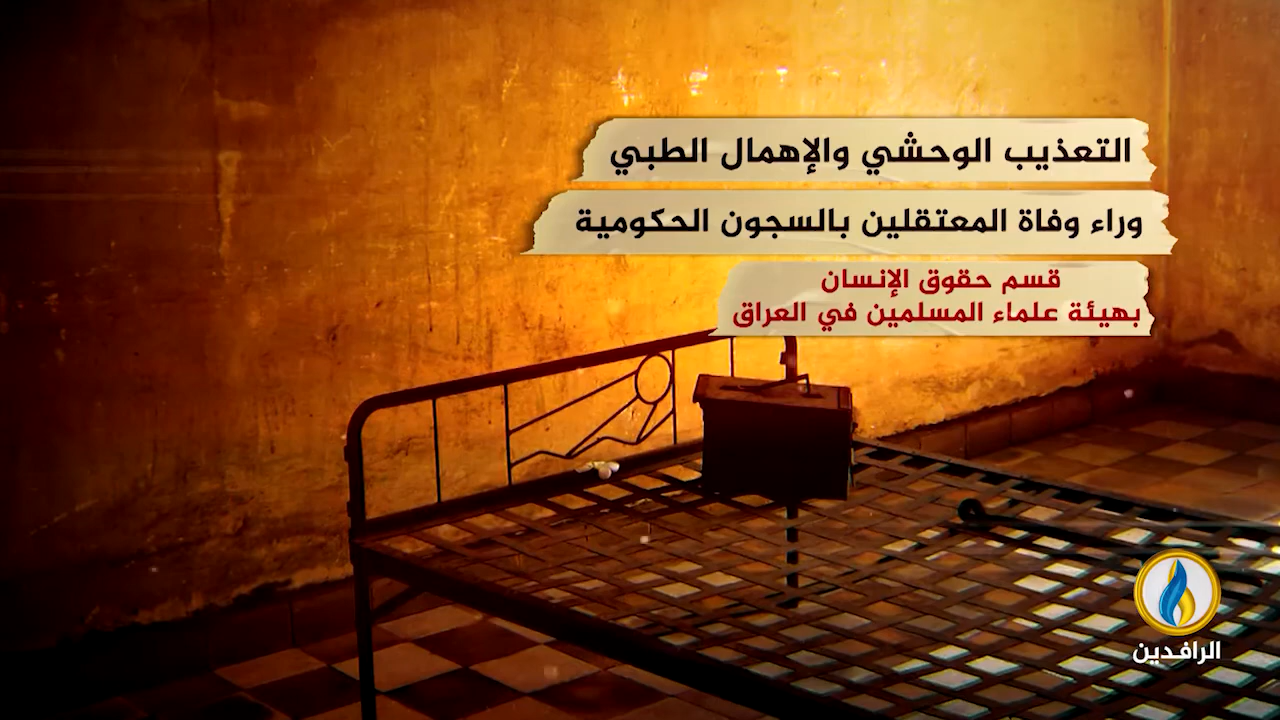 التعذيب الوحشي والإهمال الطبي
وراء وفاة المعتقلين بالسجون الحكومية
قسم حقوق الإنسان
بهيئة علماء المسلمين في العراق
الرافدين